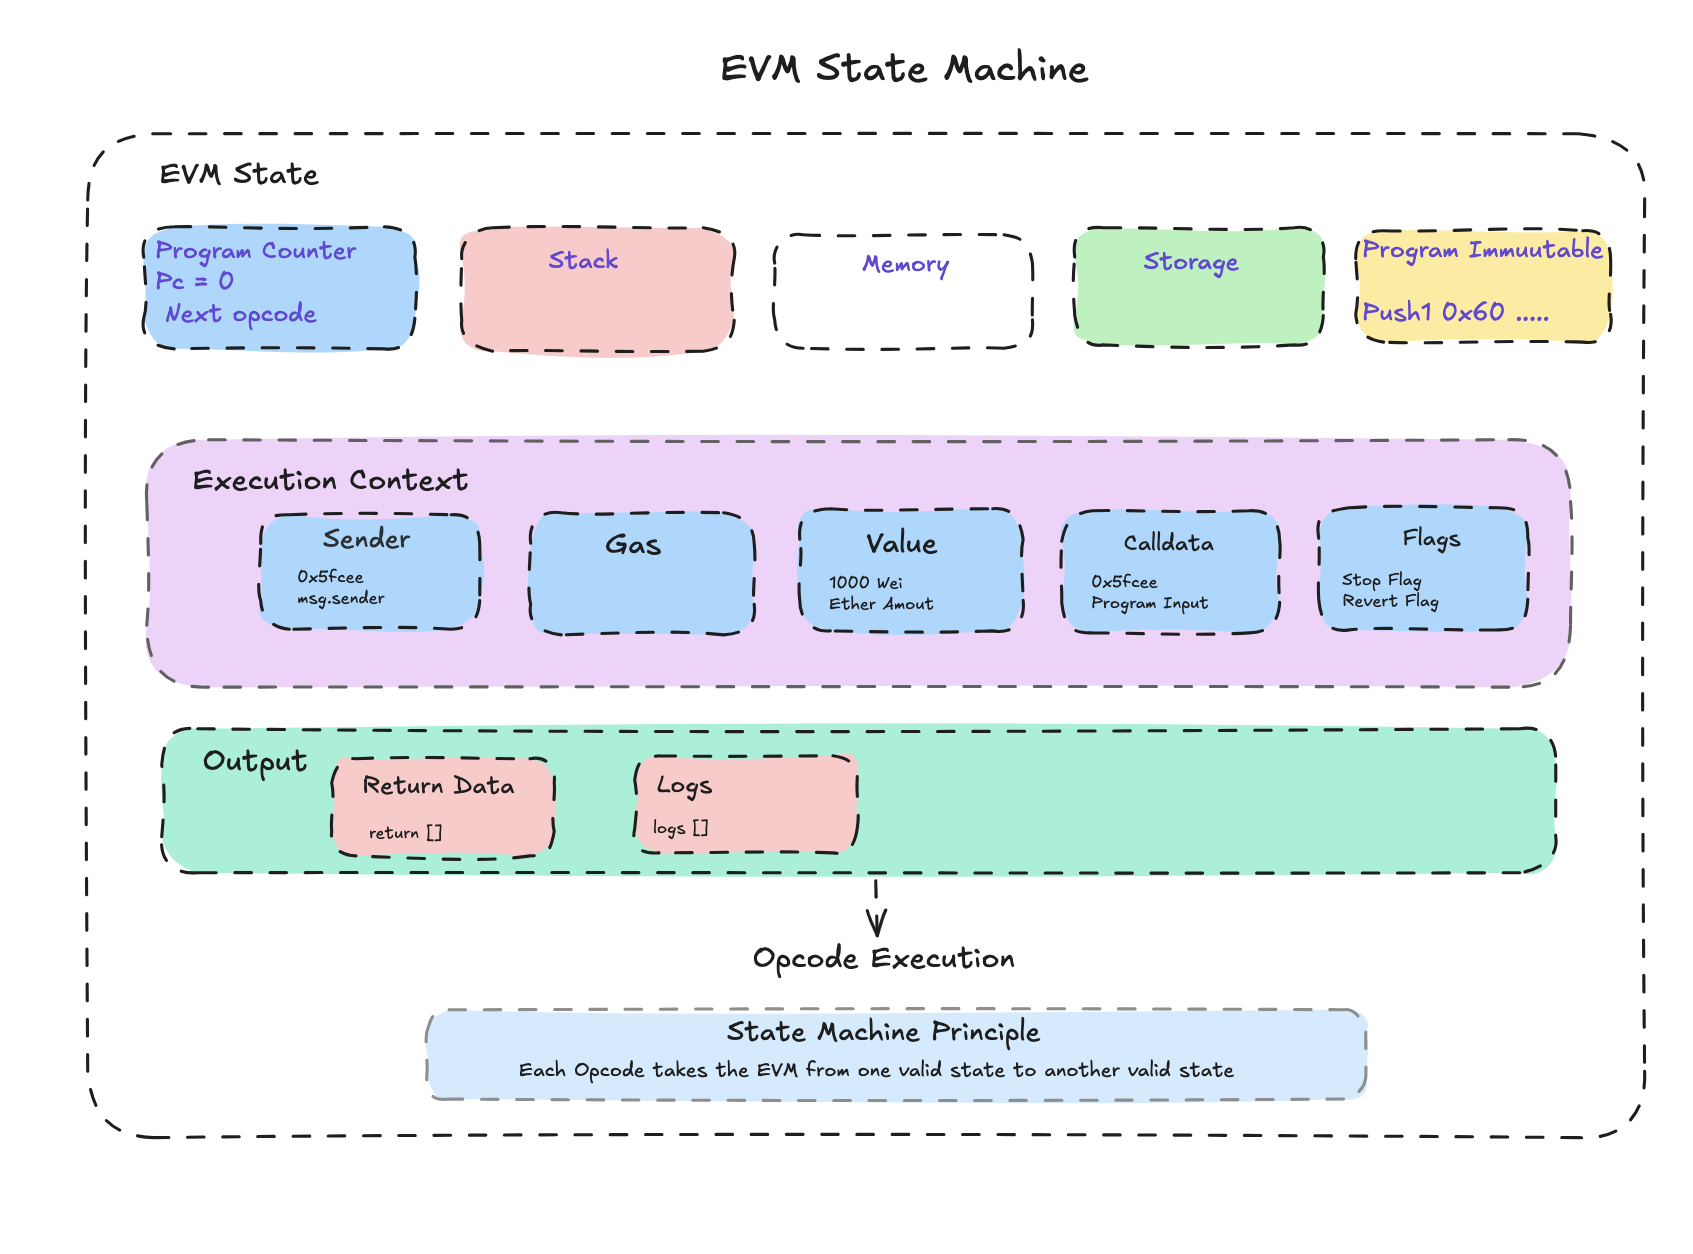 EVM State Machine
EVM State
Program Counter
Pc = 0
Next opcode
Stack
Memory
Storage
Program Immuutable
Push1 0x60 .....
Execution Context
Sender
0x5fcee
msg.sender
Gas
Value
1000 Wei
Ether Amout
Calldata
0x5fcee
Program Input
Flags
Stop Flag
Revert Flag
Output
Return Data
return []
Logs
logs []
Opcode Execution
State Machine Principle
Each Opcode takes the EVM from one valid state to another valid state